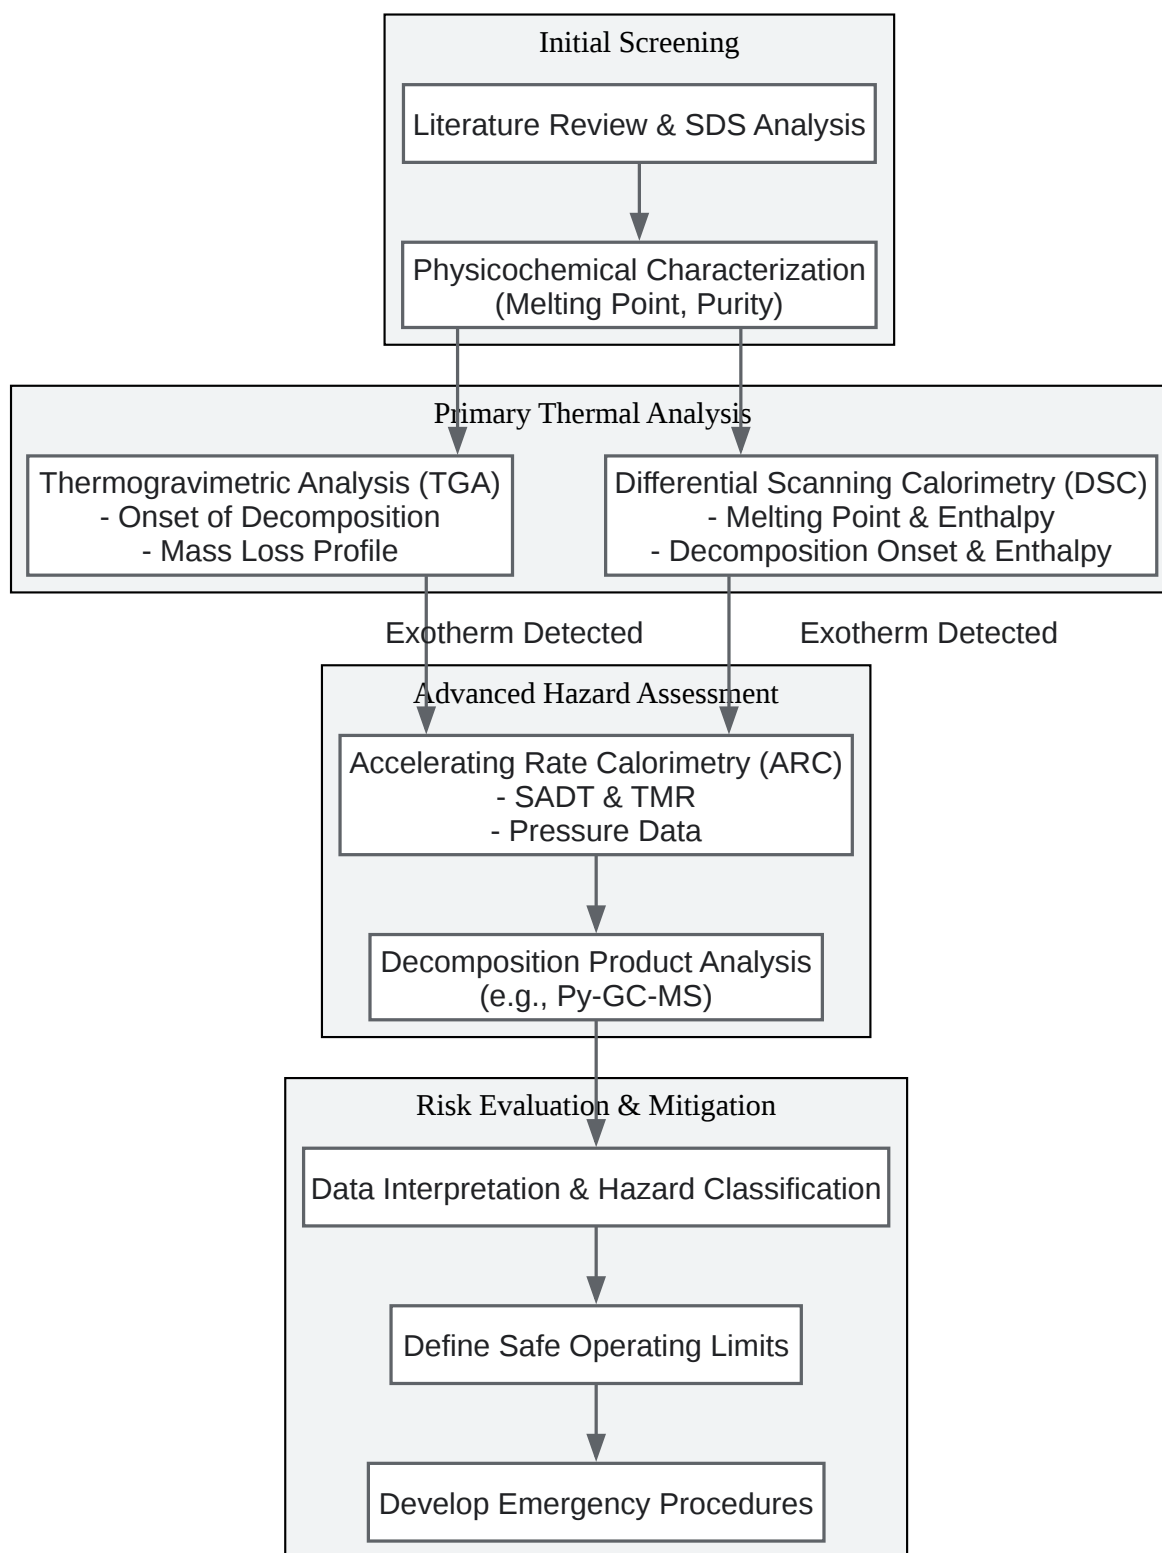 Initial Screening
Literature Review & SDS Analysis
Physicochemical Characterization
(Melting Point, Purity)
Primary Thermal Analysis
Thermogravimetric Analysis (TGA)
- Onset of Decomposition
- Mass Loss Profile
Differential Scanning Calorimetry (DSC)
- Melting Point & Enthalpy
- Decomposition Onset & Enthalpy
Exotherm Detected
Exotherm Detected
Advanced Hazard Assessment
Accelerating Rate Calorimetry (ARC)
- SADT & TMR
- Pressure Data
Decomposition Product Analysis
(e.g., Py-GC-MS)
Risk Evaluation & Mitigation
Data Interpretation & Hazard Classification
Define Safe Operating Limits
Develop Emergency Procedures